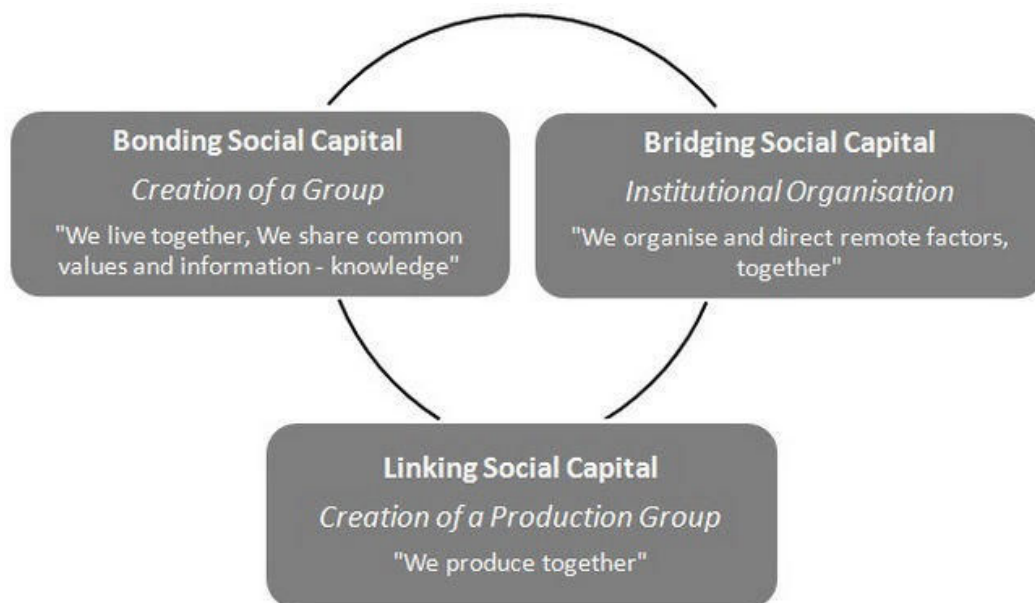 Bonding Social Capital
Creation of a Group
"We live together, We share common
values and information - knowledge"
Bridging Social Capital
Institutional Organisation
"We organise and direct remote factors,
together"
Linking Social Capital
Creation of a Production Group
"We produce together"